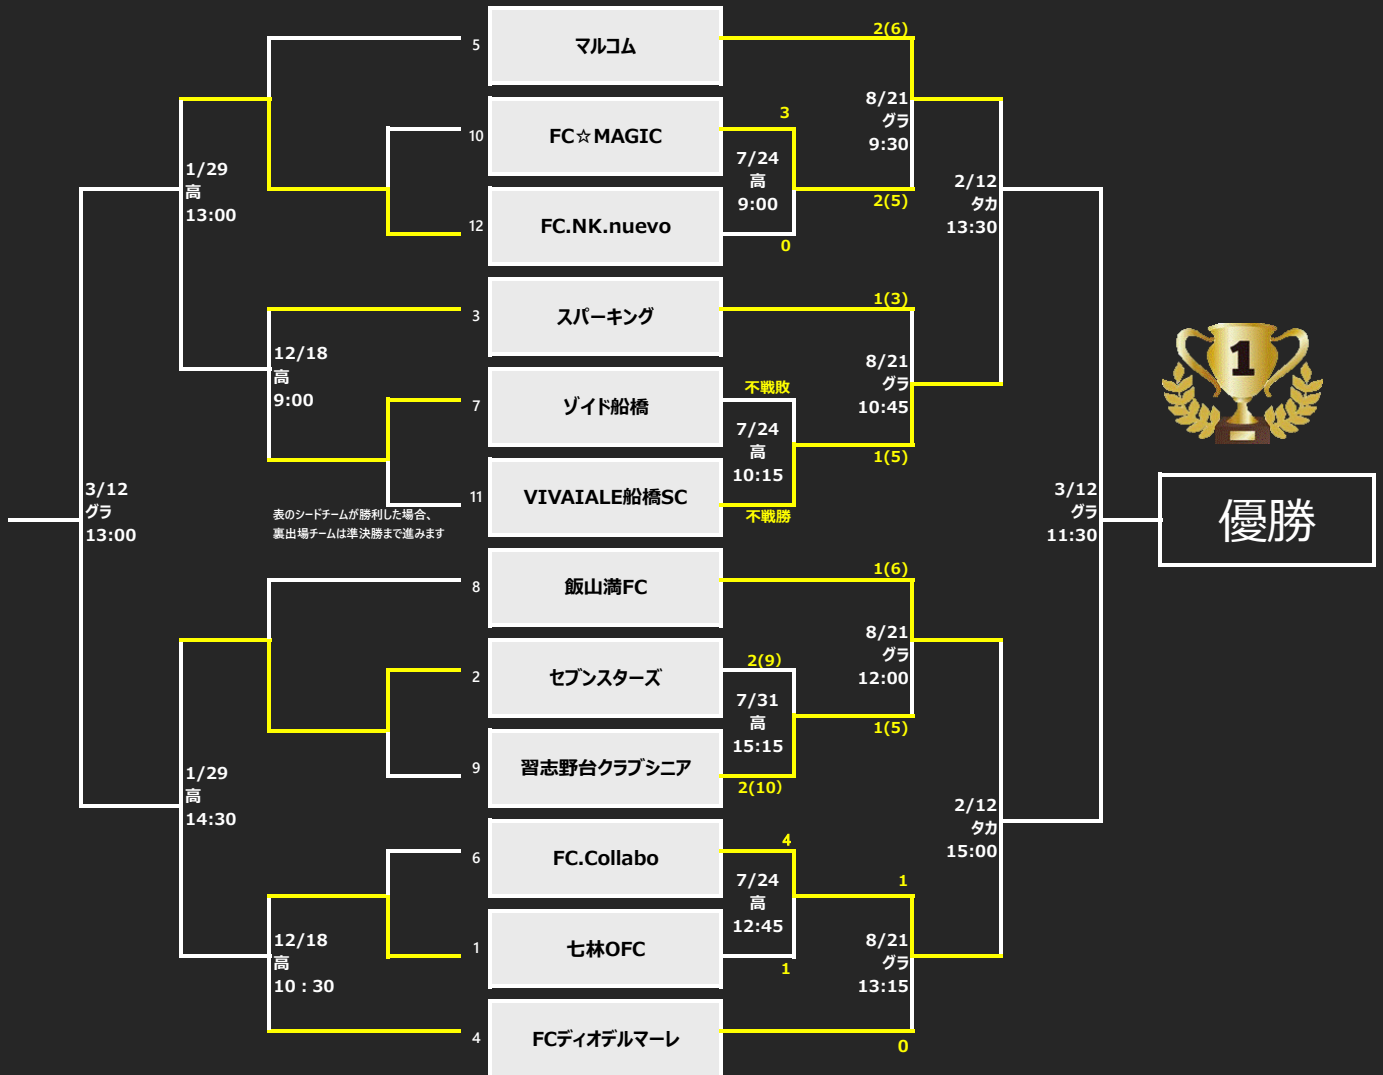 5
マルコム
2(6)
10
FC☆MAGIC
3
8/21
グラ
9:30
1/29
高
13:00
7/24
高
9:00
2/12
タカ
13:30
12
FC.NK.nuevo
2(5)
0
3
スパーキング
1(3)
12/18
高
9:00
8/21
グラ
10:45
1
7
ゾイド船橋
不戦敗
7/24
高
10:15
11
VIVAIALE船橋SC
1(5)
不戦勝
3/12
グラ
13:00
表のシードチームが勝利した場合、
裏出場チームは準決勝まで進みます
3/12
グラ
11:30
優勝
8
飯山満FC
1(6)
8/21
グラ
12:00
2
セブンスターズ
2(9)
7/31
高
15:15
1(5)
9
習志野台クラブシニア
2(10)
1/29
高
14:30
2/12
タカ
15:00
6
FC.Collabo
4
7/24
高
12:45
1
1
七林OFC
1
12/18
高
10：30
8/21
グラ
13:15
4
FCディオデルマーレ
0